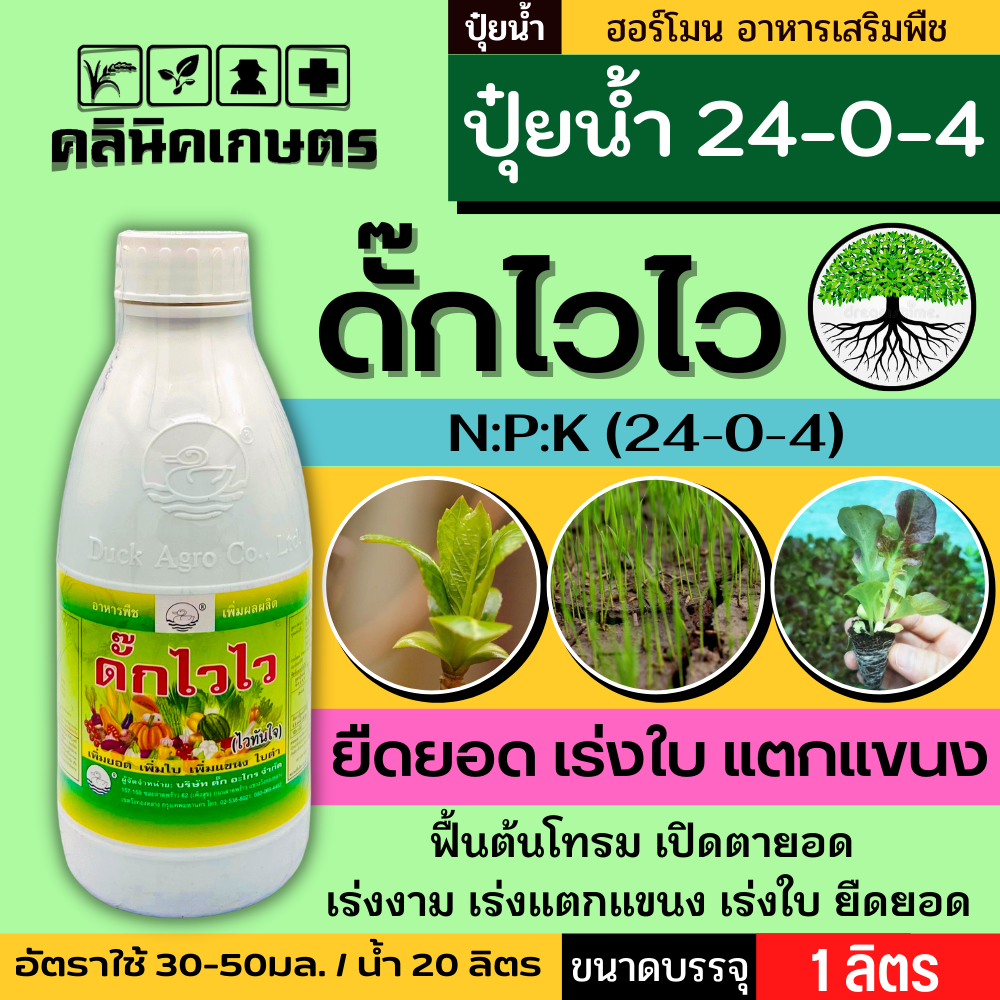 คลินิคเกษตร
ปุ๋ยน้ำ
ฮอร์โมน อาหารเสริมพืช
ปุ๋ยน้ำ 24-0-4
ดั๊กไวไว
N:P:K (24-0-4)
Duck Agro Co., Ltd.
อาหารพืช
เพิ่มผลผลิต
ดั๊กไวไว
(ไวทันใจ)
เพิ่มยอด เพิ่มใบ เพิ่มแขนง ใบดำ
ผู้จัดจำหน่าย: บริษัท ดั๊ก อะโกร จำกัด
ยืดยอด เร่งใบ แตกแขนง
ฟื้นต้นโทรม เปิดตายอด
เร่งงาม เร่งแตกแขนง เร่งใบ ยืดยอด
อัตราใช้ 30-50มล. / น้ำ 20 ลิตร
ขนาดบรรจุ
1 ลิตร